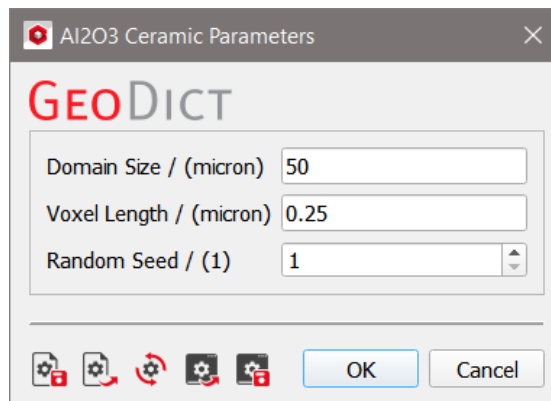 Al2O3 Ceramic Parameters
GEODICT
Domain Size / (micron) 50
Voxel Length / (micron) 0.25
Random Seed / (1) 1
OK Cancel